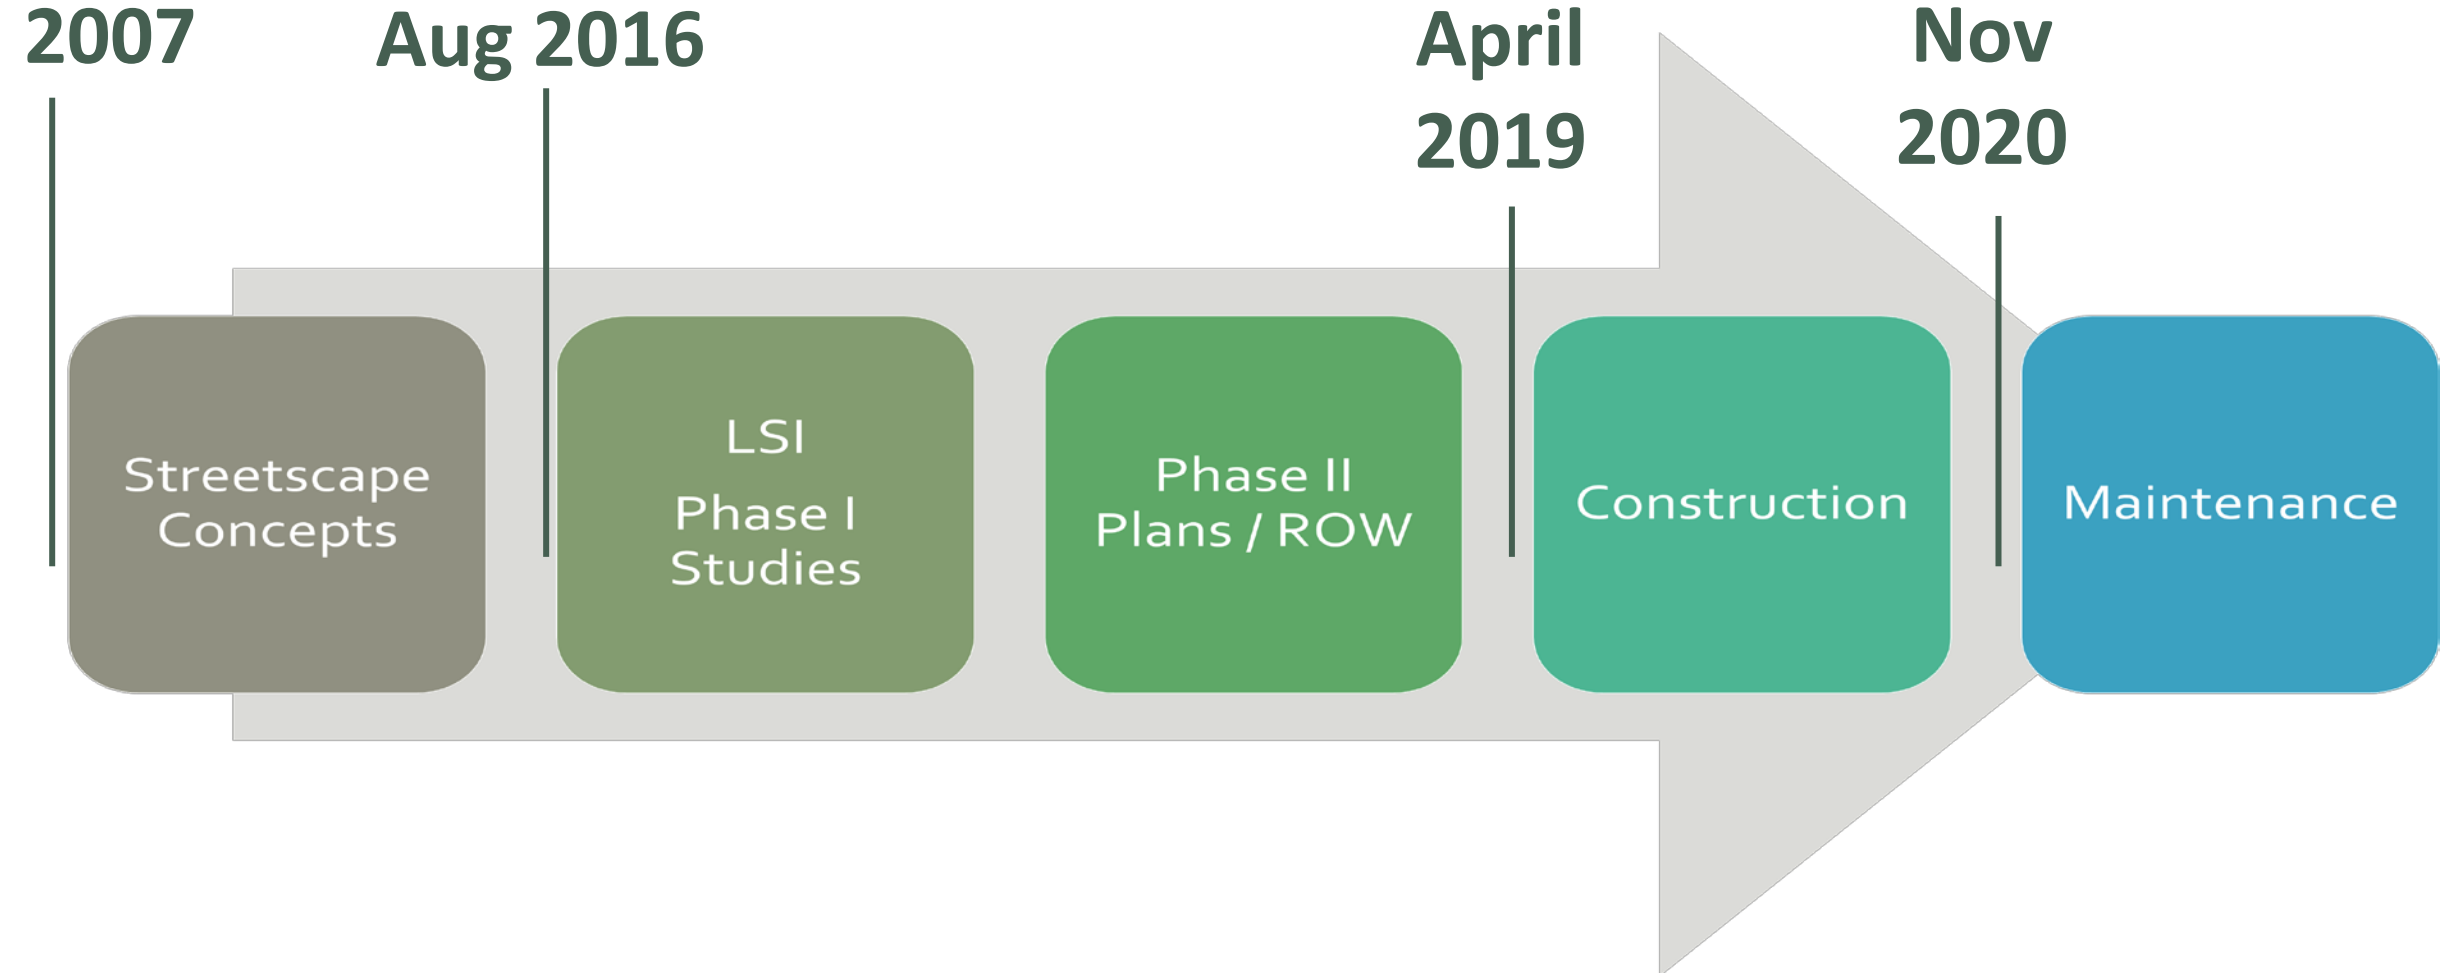 2007
Aug 2016
April
2019
Nov
2020
Streetscape
Concepts
LSI
Phase I
Studies
Phase II
Plans / ROW
Construction
Maintenance